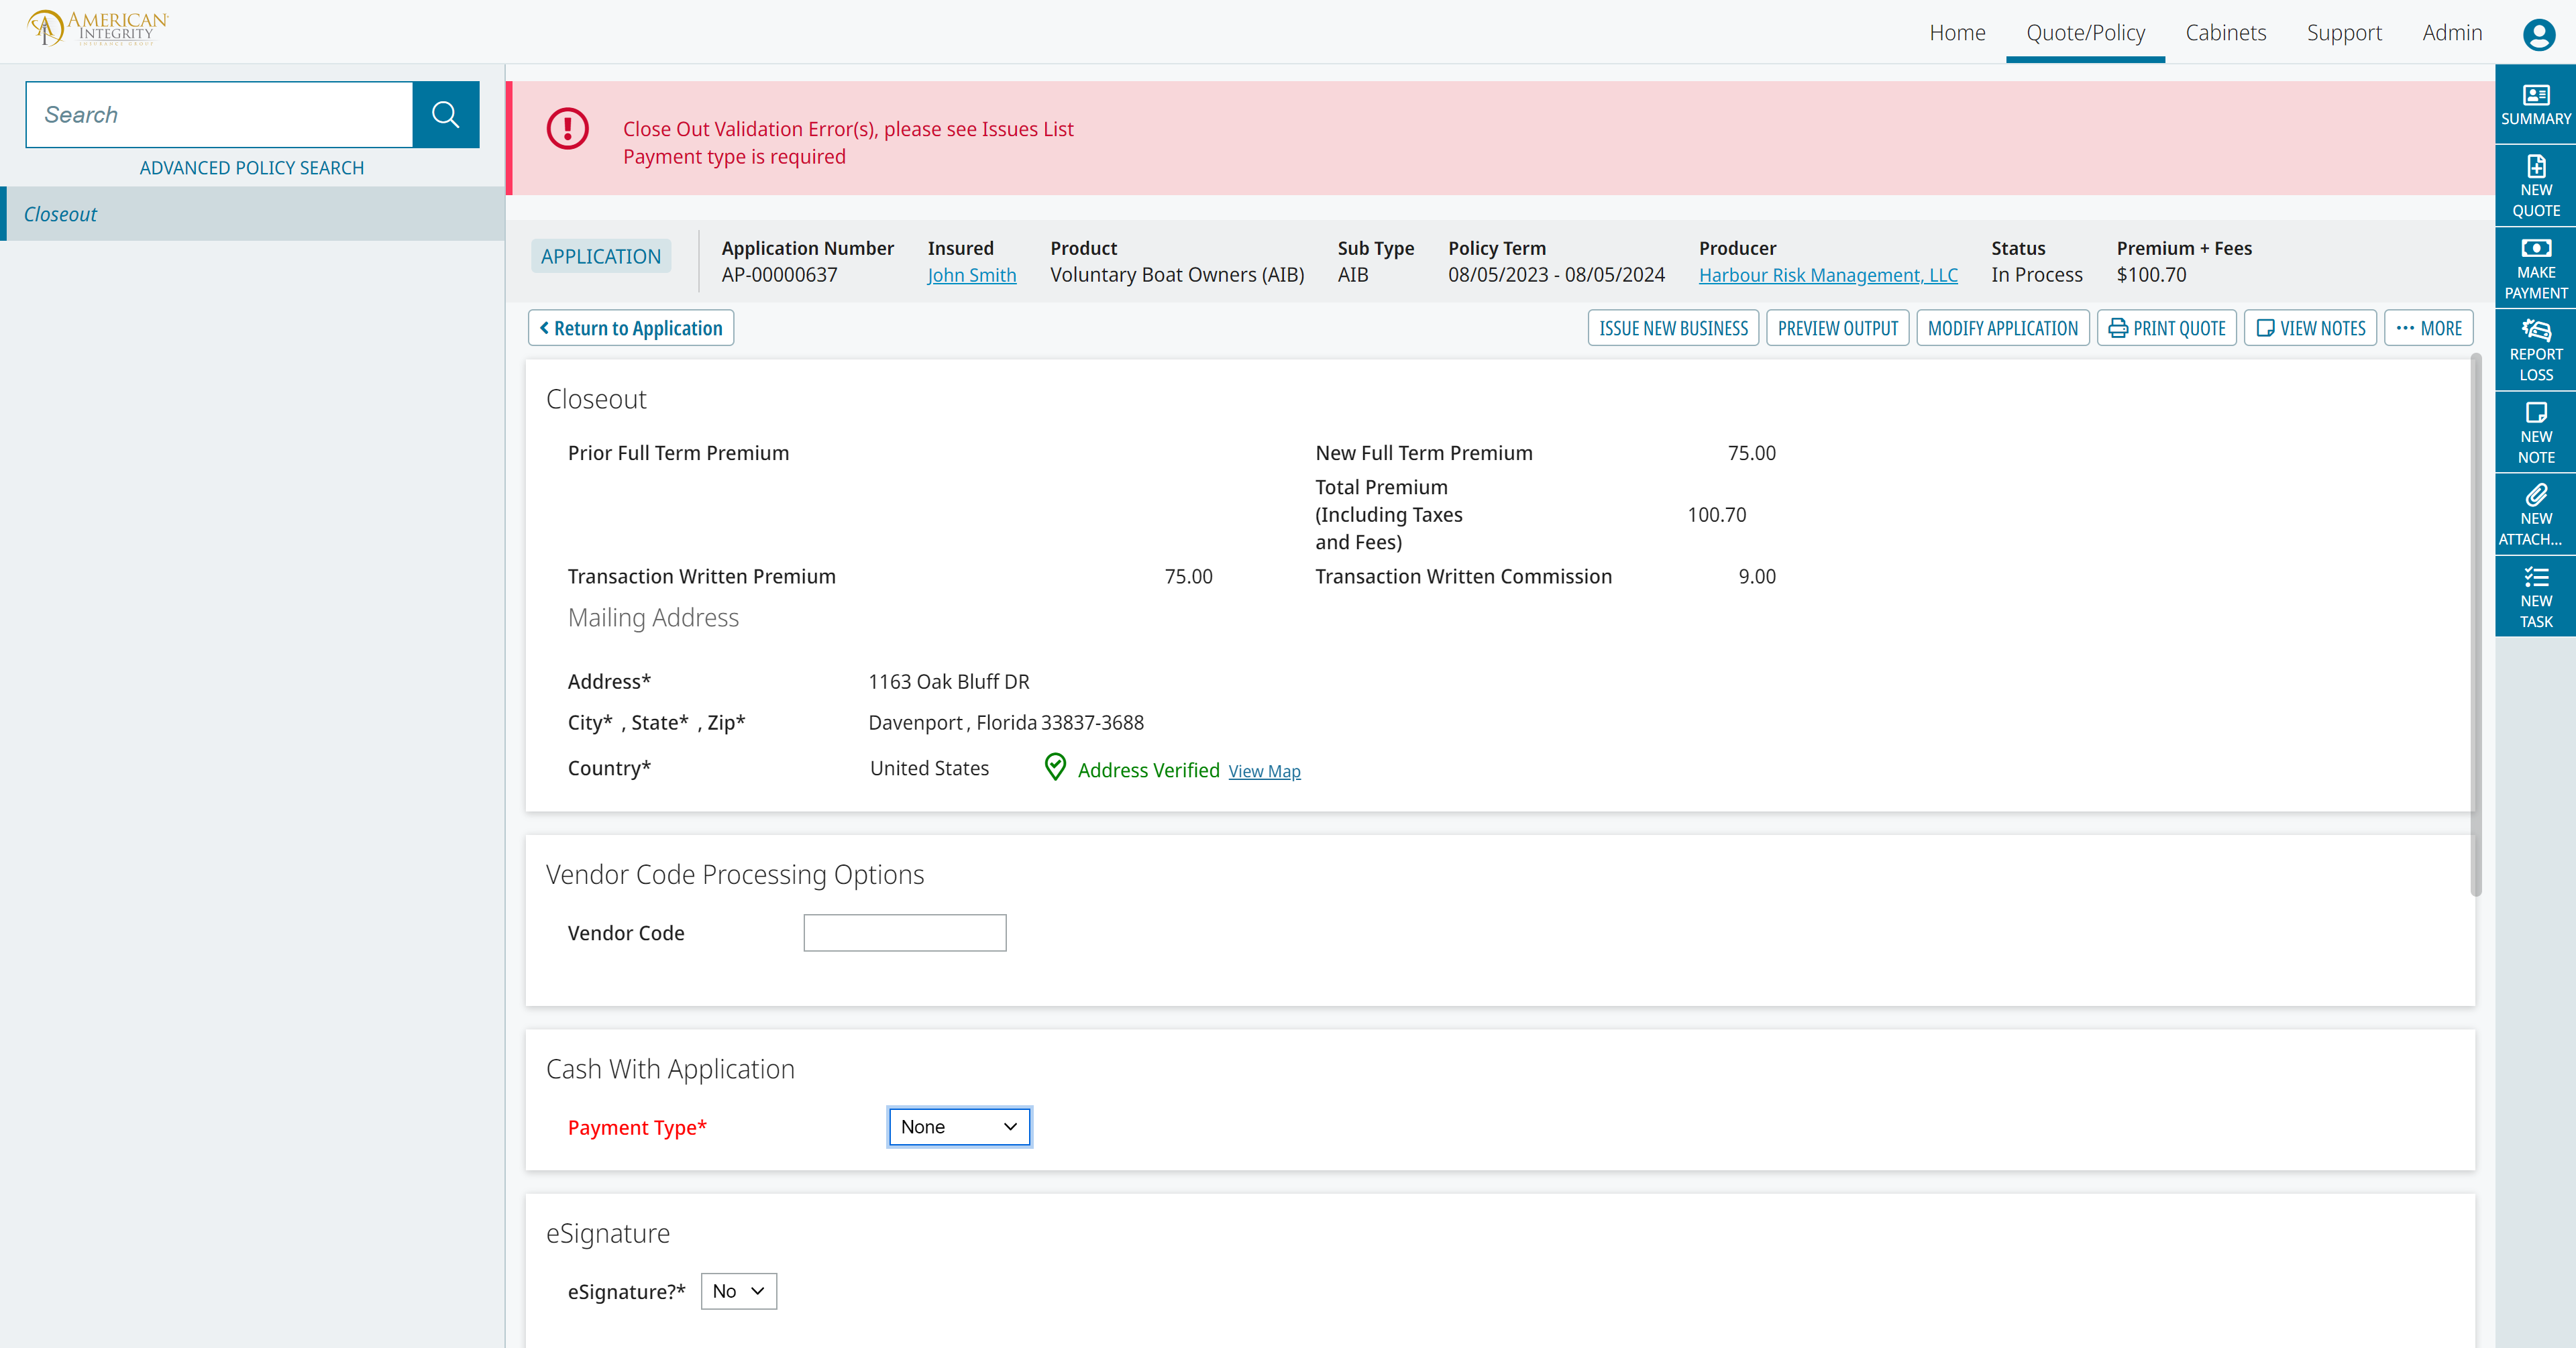 AMERICAN
INTEGRITY
INSURANCE GROUP
Home
Quote/Policy
Cabinets
Support
Admin
Search
ADVANCED POLICY SEARCH
Closeout
Close Out Validation Error(s), please see Issues List
Payment type is required
APPLICATION
Application Number
AP-00000637
Insured
John Smith
Product
Voluntary Boat Owners (AIB)
Sub Type
AIB
Policy Term
08/05/2023 - 08/05/2024
Producer
Harbour Risk Management, LLC
Status
In Process
Premium + Fees
$100.70
Return to Application
ISSUE NEW BUSINESS
PREVIEW OUTPUT
MODIFY APPLICATION
PRINT QUOTE
VIEW NOTES
MORE
Closeout
Prior Full Term Premium
New Full Term Premium 75.00
Total Premium
(Including Taxes 100.70
and Fees)
Transaction Written Premium 75.00
Transaction Written Commission 9.00
Mailing Address
Address* 1163 Oak Bluff DR
City* , State* , Zip* Davenport , Florida 33837-3688
Country* United States Address Verified View Map
Vendor Code Processing Options
Vendor Code
Cash With Application
Payment Type* None
eSignature
eSignature?* No
SUMMARY
NEW
QUOTE
MAKE
PAYMENT
REPORT
LOSS
NEW
NOTE
NEW
ATTACH...
NEW
TASK